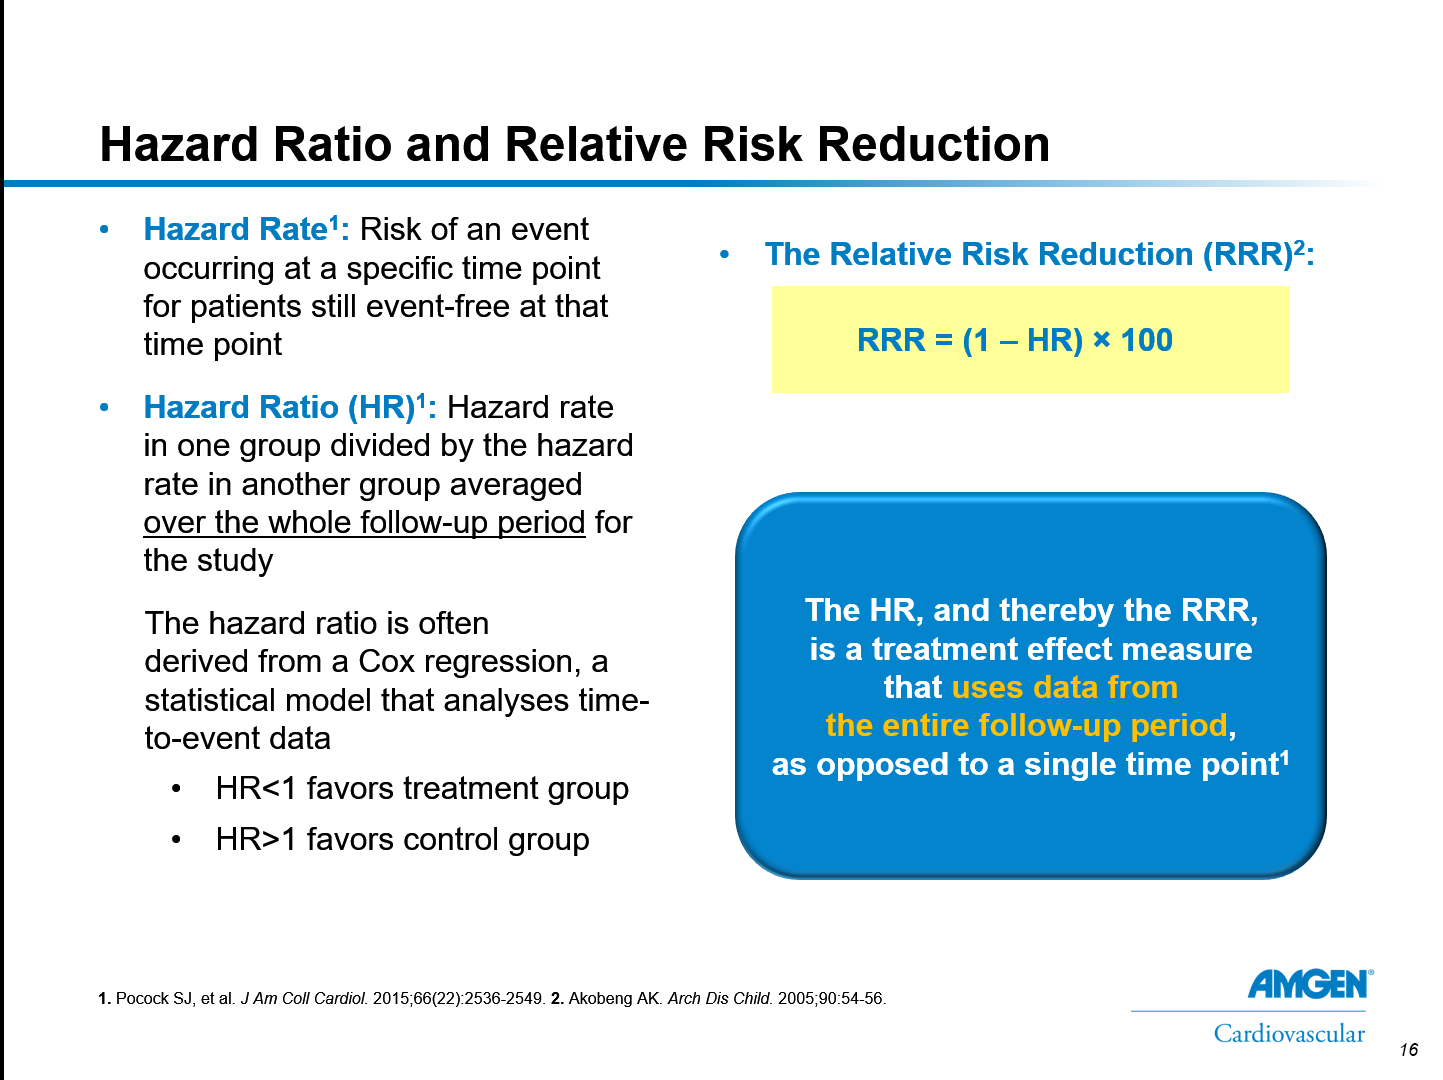 Hazard Ratio and Relative Risk Reduction
• Hazard Rate¹: Risk of an event
occurring at a specific time point
for patients still event-free at that
time point
• Hazard Ratio (HR)¹: Hazard rate
in one group divided by the hazard
rate in another group averaged
over the whole follow-up period for
the study
The hazard ratio is often
derived from a Cox regression, a
statistical model that analyses time-
to-event data
• HR<1 favors treatment group
• HR>1 favors control group
• The Relative Risk Reduction (RRR)²:
RRR = (1 – HR) × 100
The HR, and thereby the RRR,
is a treatment effect measure
that uses data from
the entire follow-up period,
as opposed to a single time point¹
1. Pocock SJ, et al. J Am Coll Cardiol. 2015;66(22):2536-2549. 2. Akobeng AK. Arch Dis Child. 2005;90:54-56.
AMGEN®
Cardiovascular
16